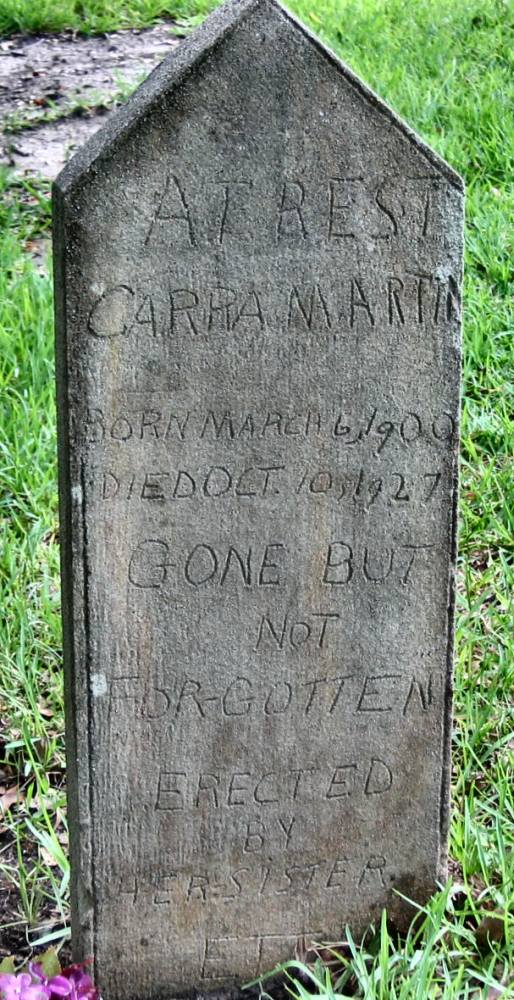 AT REST
CARRA MARTIN
BORN MARCH 6, 1900
DIED OCT. 10, 1927
GONE BUT
NOT
FOR-GOTTEN
ERECTED
BY
HER-SISTER